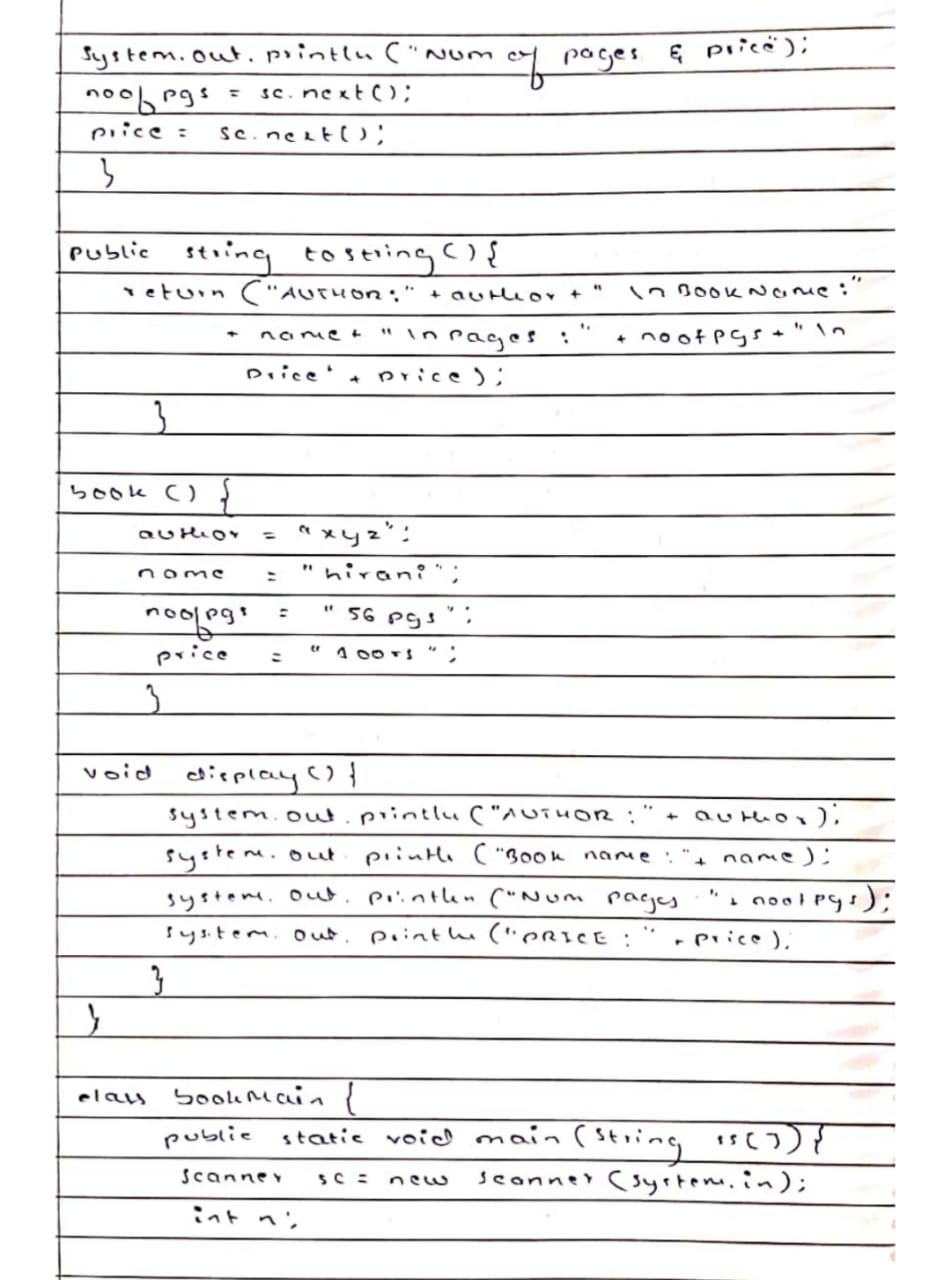 System.out.println ("Num of pages & price");
noofpgs = sc.next();
price = sc.next();
}
public string tostring() {
return ("AUTHOR:" + author + " \n BOOK Name:"
+ name + " \n Pages :" + noofpgs + " \n
Price' + price);
}
book () {
author = "xyz";
name = "hirani";
noofpgs = "56 pgs";
price = "100rs";
}
void display() {
system.out.println ("AUTHOR :" + author);
system.out.println ("Book name : "+ name);
system.out.println ("Num pages : "+ noofpgs);
system.out.println ("PRICE : " + price);
}
}
class bookMain {
public static void main (String ss[]) {
scanner sc = new scanner (system.in);
int n;